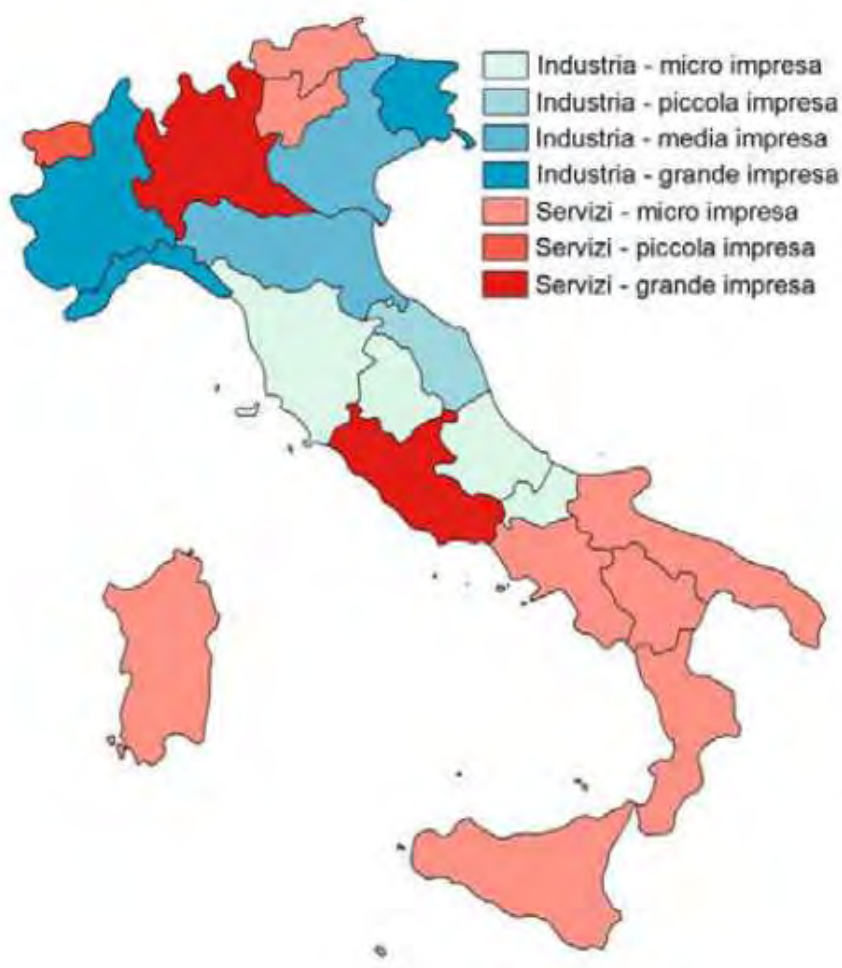 Industria - micro impresa
Industria - piccola impresa
Industria - media impresa
Industria - grande impresa
Servizi - micro impresa
Servizi - piccola impresa
Servizi - grande impresa